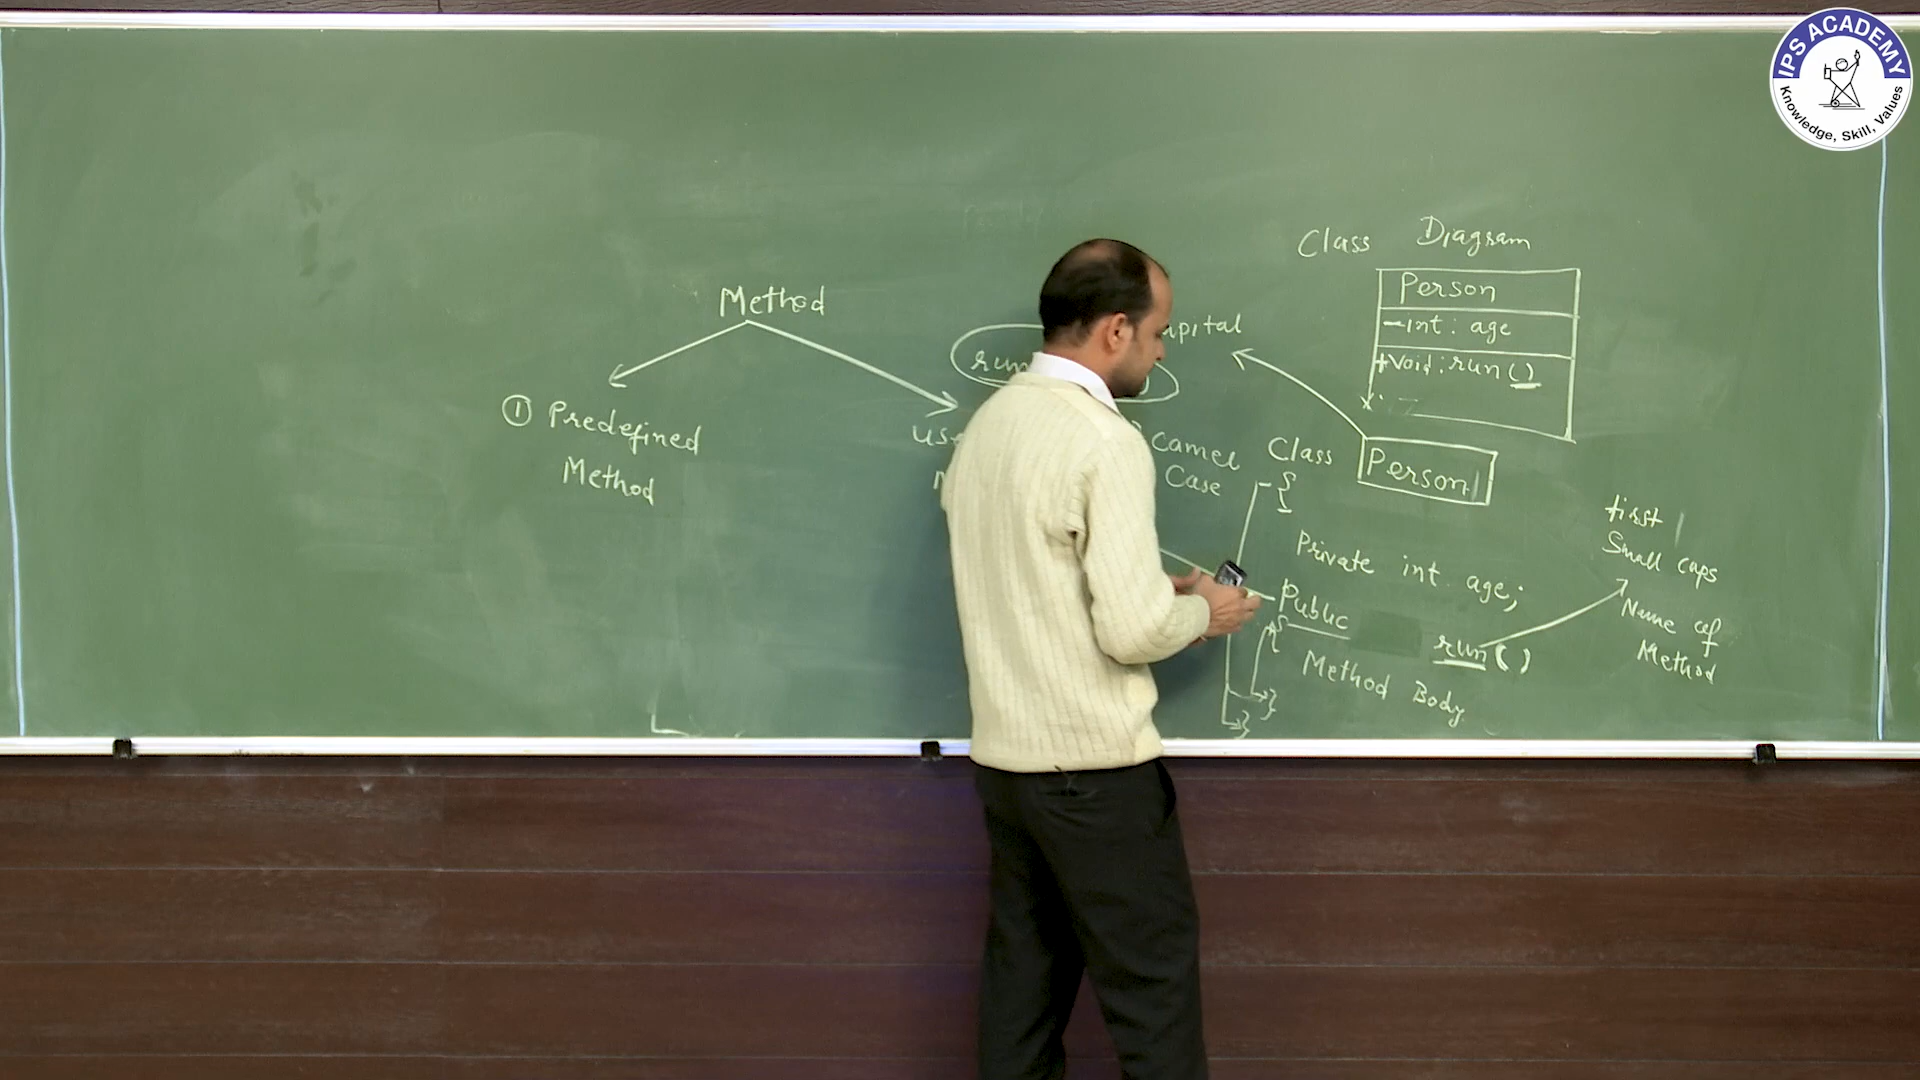 IPS ACADEMY
Knowledge, Skill, Values
Method
① Predefined
Method
Camel
Case
Class Diagram
Person
-int: age
+void: run()
Class Person
{
Private int age;
Public run()
{
Method Body
}
}
first
Small caps
Name of
Method